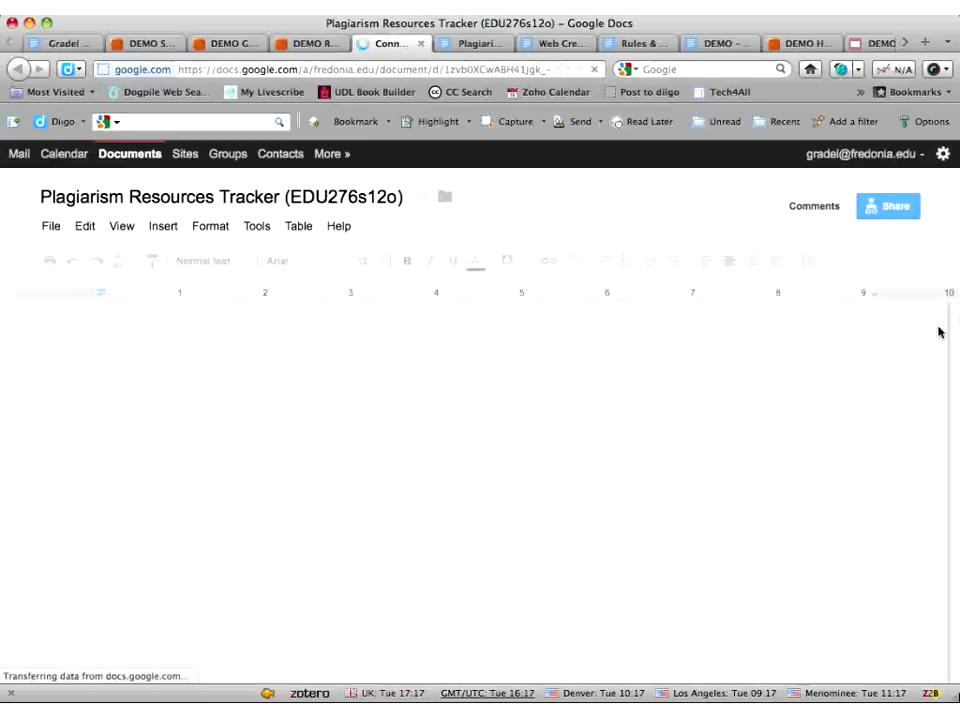 Plagiarism Resources Tracker (EDU276s12o) – Google Docs
Gradel ... DEMO S... DEMO G... DEMO R... Conn... × Plagiari... Web Cre... Rules & ... DEMO – ... DEMO H... DEMO
google.com https://docs.google.com/a/fredonia.edu/document/d/ Google N/A
Most Visited Dogpile Web Sea... My Livescribe UDL Book Builder CC Search Zoho Calendar Post to diigo Tech4All » Bookmarks
Diigo Bookmark Highlight Capture Send Read Later Unread Recent Add a filter Options
Mail Calendar Documents Sites Groups Contacts More » gradel@fredonia.edu
Plagiarism Resources Tracker (EDU276s12o)
Comments Share
File Edit View Insert Format Tools Table Help
Normal text Arial 12 B I U A
1 2 3 4 5 6 7 8 9 10
Transferring data from docs.google.com...
× zotero UK: Tue 17:17 GMT/UTC: Tue 16:17 Denver: Tue 10:17 Los Angeles: Tue 09:17 Menominee: Tue 11:17 Z2B